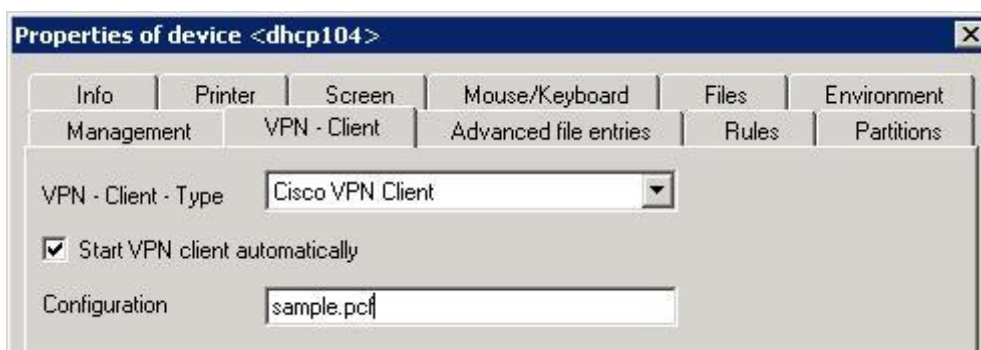 Properties of device <dhcp104>
Info Printer Screen Mouse/Keyboard Files Environment
Management VPN - Client Advanced file entries Rules Partitions
VPN - Client - Type Cisco VPN Client
Start VPN client automatically
Configuration sample.pcf